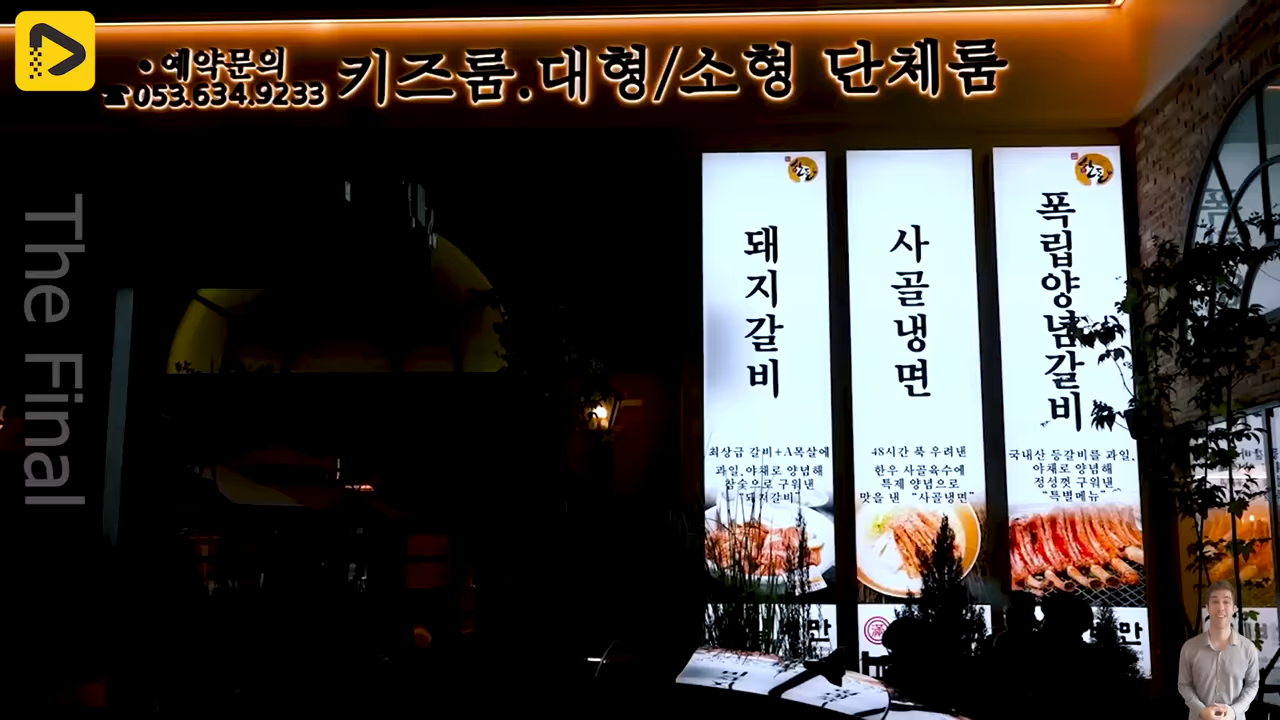 •예약문의
☎053.634.9233
키즈룸.대형/소형 단체룸
The Final
돼지갈비
최상급 갈비+A목살에
과일,야채로 양념해
참숯으로 구워낸
"돼지갈비"
사골냉면
48시간 푹 우려낸
한우 사골육수에
특제 양념으로
맛을 낸 "사골냉면"
폭립양념갈비
국내산 등갈비를 과일,
야채로 양념해
정성껏 구워낸
"특별메뉴"
만
만